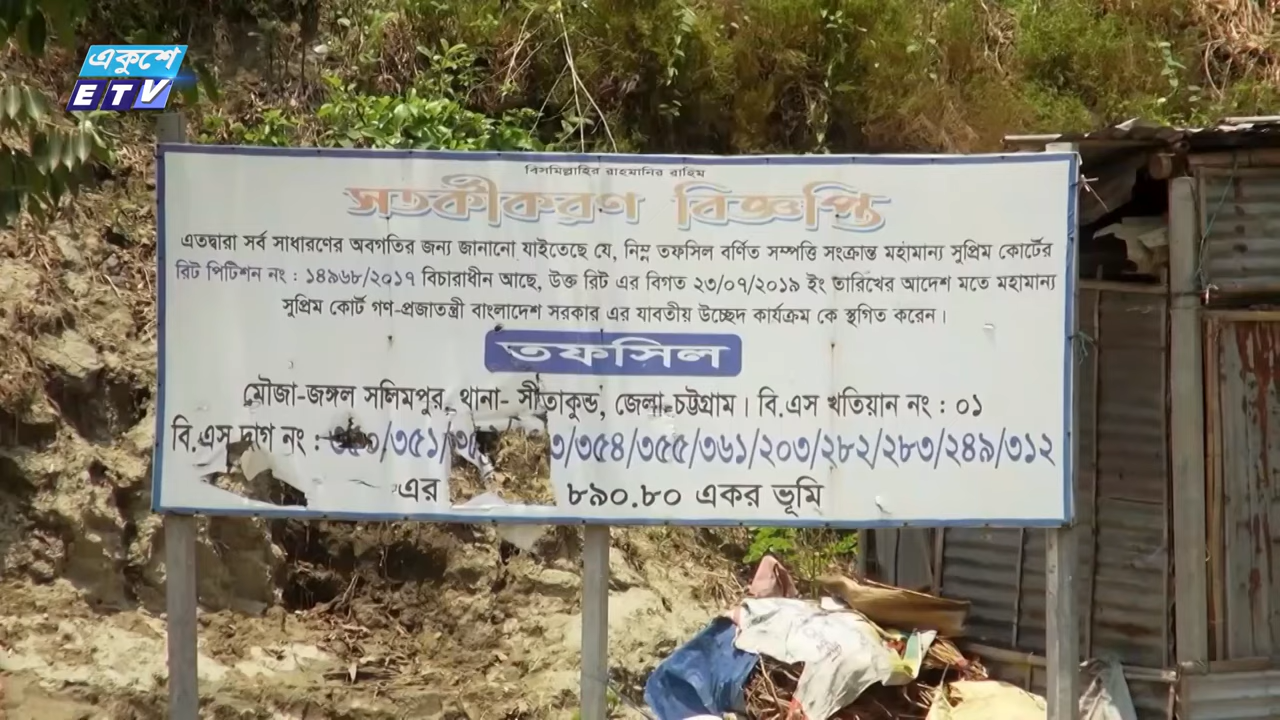 একুশে
ETV
বিসমিল্লাহির রাহমানির রাহিম
সতর্কীকরণ বিজ্ঞপ্তি
এতদ্বারা সর্ব সাধারণের অবগতির জন্য জানানো যাইতেছে যে, নিম্ন তফসিল বর্ণিত সম্পত্তি সংক্রান্ত মহামান্য সুপ্রিম কোর্টের
রিট পিটিশন নং : ১৪৯৬৮/২০১৭ বিচারাধীন আছে, উক্ত রিট এর বিগত ২৩/০৭/২০১৯ ইং তারিখের আদেশ মতে মহামান্য
সুপ্রিম কোর্ট গণ-প্রজাতন্ত্রী বাংলাদেশ সরকার এর যাবতীয় উচ্ছেদ কার্যক্রম কে স্থগিত করেন।
তফসিল
মৌজা-জঙ্গল সলিমপুর, থানা- সীতাকুন্ড, জেলা-চট্টগ্রাম। বি.এস খতিয়ান নং : ০১
বি.এস দাগ নং : /৩৫১/ ৩/৩৫৪/৩৫৫/৩৬১/২০৩/২৮২/২৮৩/২৪৯/৩১২
এর ৮৯০.৮০ একর ভূমি